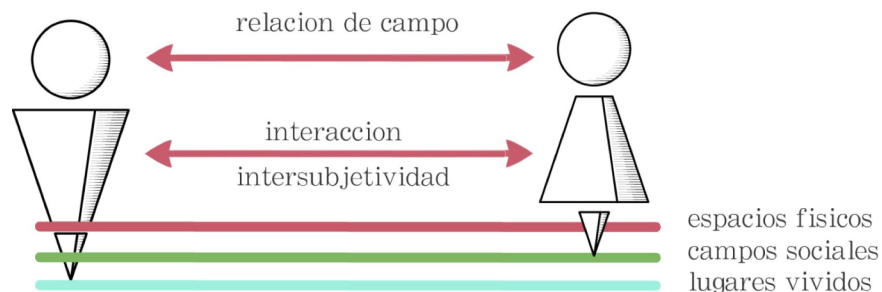 relacion de campo
interaccion
intersubjetividad
espacios fisicos
campos sociales
lugares vividos